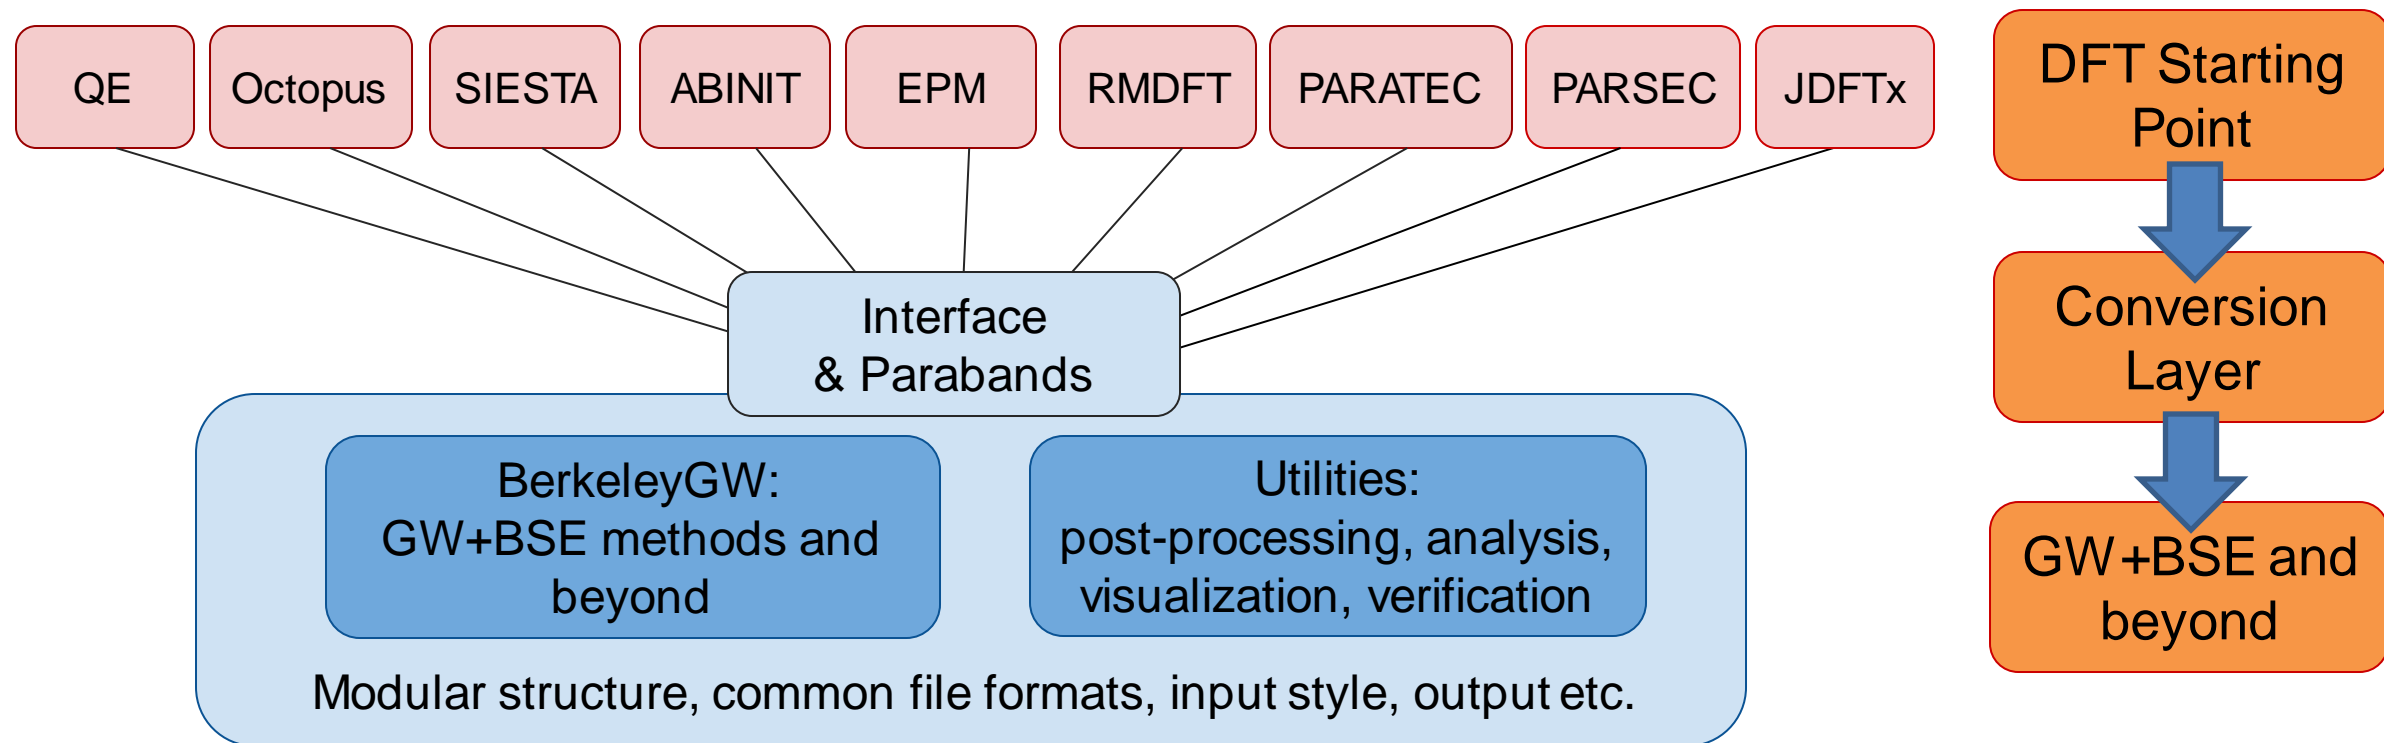 QE
Octopus
SIESTA
ABINIT
EPM
RMDFT
PARATEC
PARSEC
JDFTx
Interface
& Parabands
BerkeleyGW:
GW+BSE methods and
beyond
Utilities:
post-processing, analysis,
visualization, verification
Modular structure, common file formats, input style, output etc.
DFT Starting
Point
Conversion
Layer
GW+BSE and
beyond